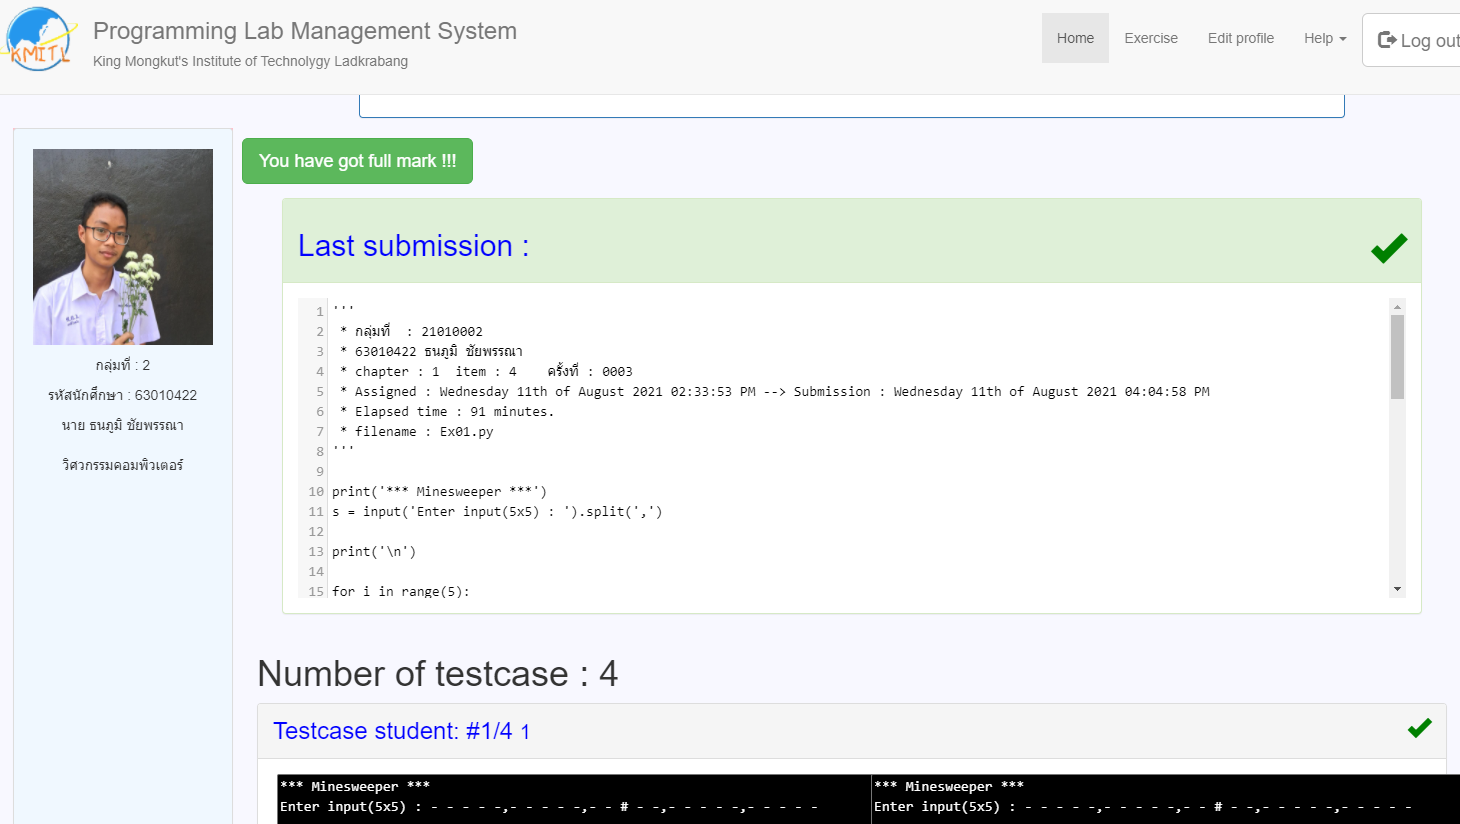 KMITL
Programming Lab Management System
King Mongkut's Institute of Technolygy Ladkrabang
Home Exercise Edit profile Help Log out
You have got full mark !!!
กลุ่มที่ : 2
รหัสนักศึกษา : 63010422
นาย ธนภูมิ ชัยพรรณา
วิศวกรรมคอมพิวเตอร์
Last submission :
1 '''
2 * กลุ่มที่ : 21010002
3 * 63010422 ธนภูมิ ชัยพรรณา
4 * chapter : 1 item : 4 ครั้งที่ : 0003
5 * Assigned : Wednesday 11th of August 2021 02:33:53 PM --> Submission : Wednesday 11th of August 2021 04:04:58 PM
6 * Elapsed time : 91 minutes.
7 * filename : Ex01.py
8 '''
9
10 print('*** Minesweeper ***')
11 s = input('Enter input(5x5) : ').split(',')
12
13 print('\n')
14
15 for i in range(5):
Number of testcase : 4
Testcase student: #1/4 1
*** Minesweeper ***
Enter input(5x5) : - - - - -,- - - - -,- - # - -,- - - - -,- - - - -
*** Minesweeper ***
Enter input(5x5) : - - - - -,- - - - -,- - # - -,- - - - -,- - - - -